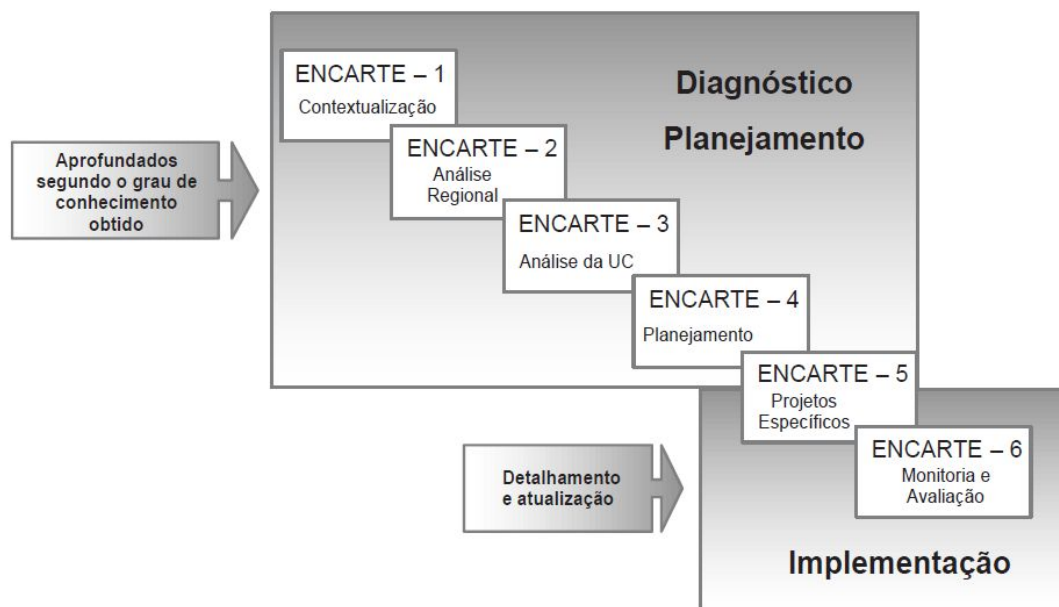 Diagnóstico
Planejamento
ENCARTE – 1
Contextualização
ENCARTE – 2
Análise
Regional
ENCARTE – 3
Análise da UC
ENCARTE – 4
Planejamento
ENCARTE – 5
Projetos
Específicos
ENCARTE – 6
Monitoria e
Avaliação
Aprofundados
segundo o grau de
conhecimento
obtido
Detalhamento
e atualização
Implementação